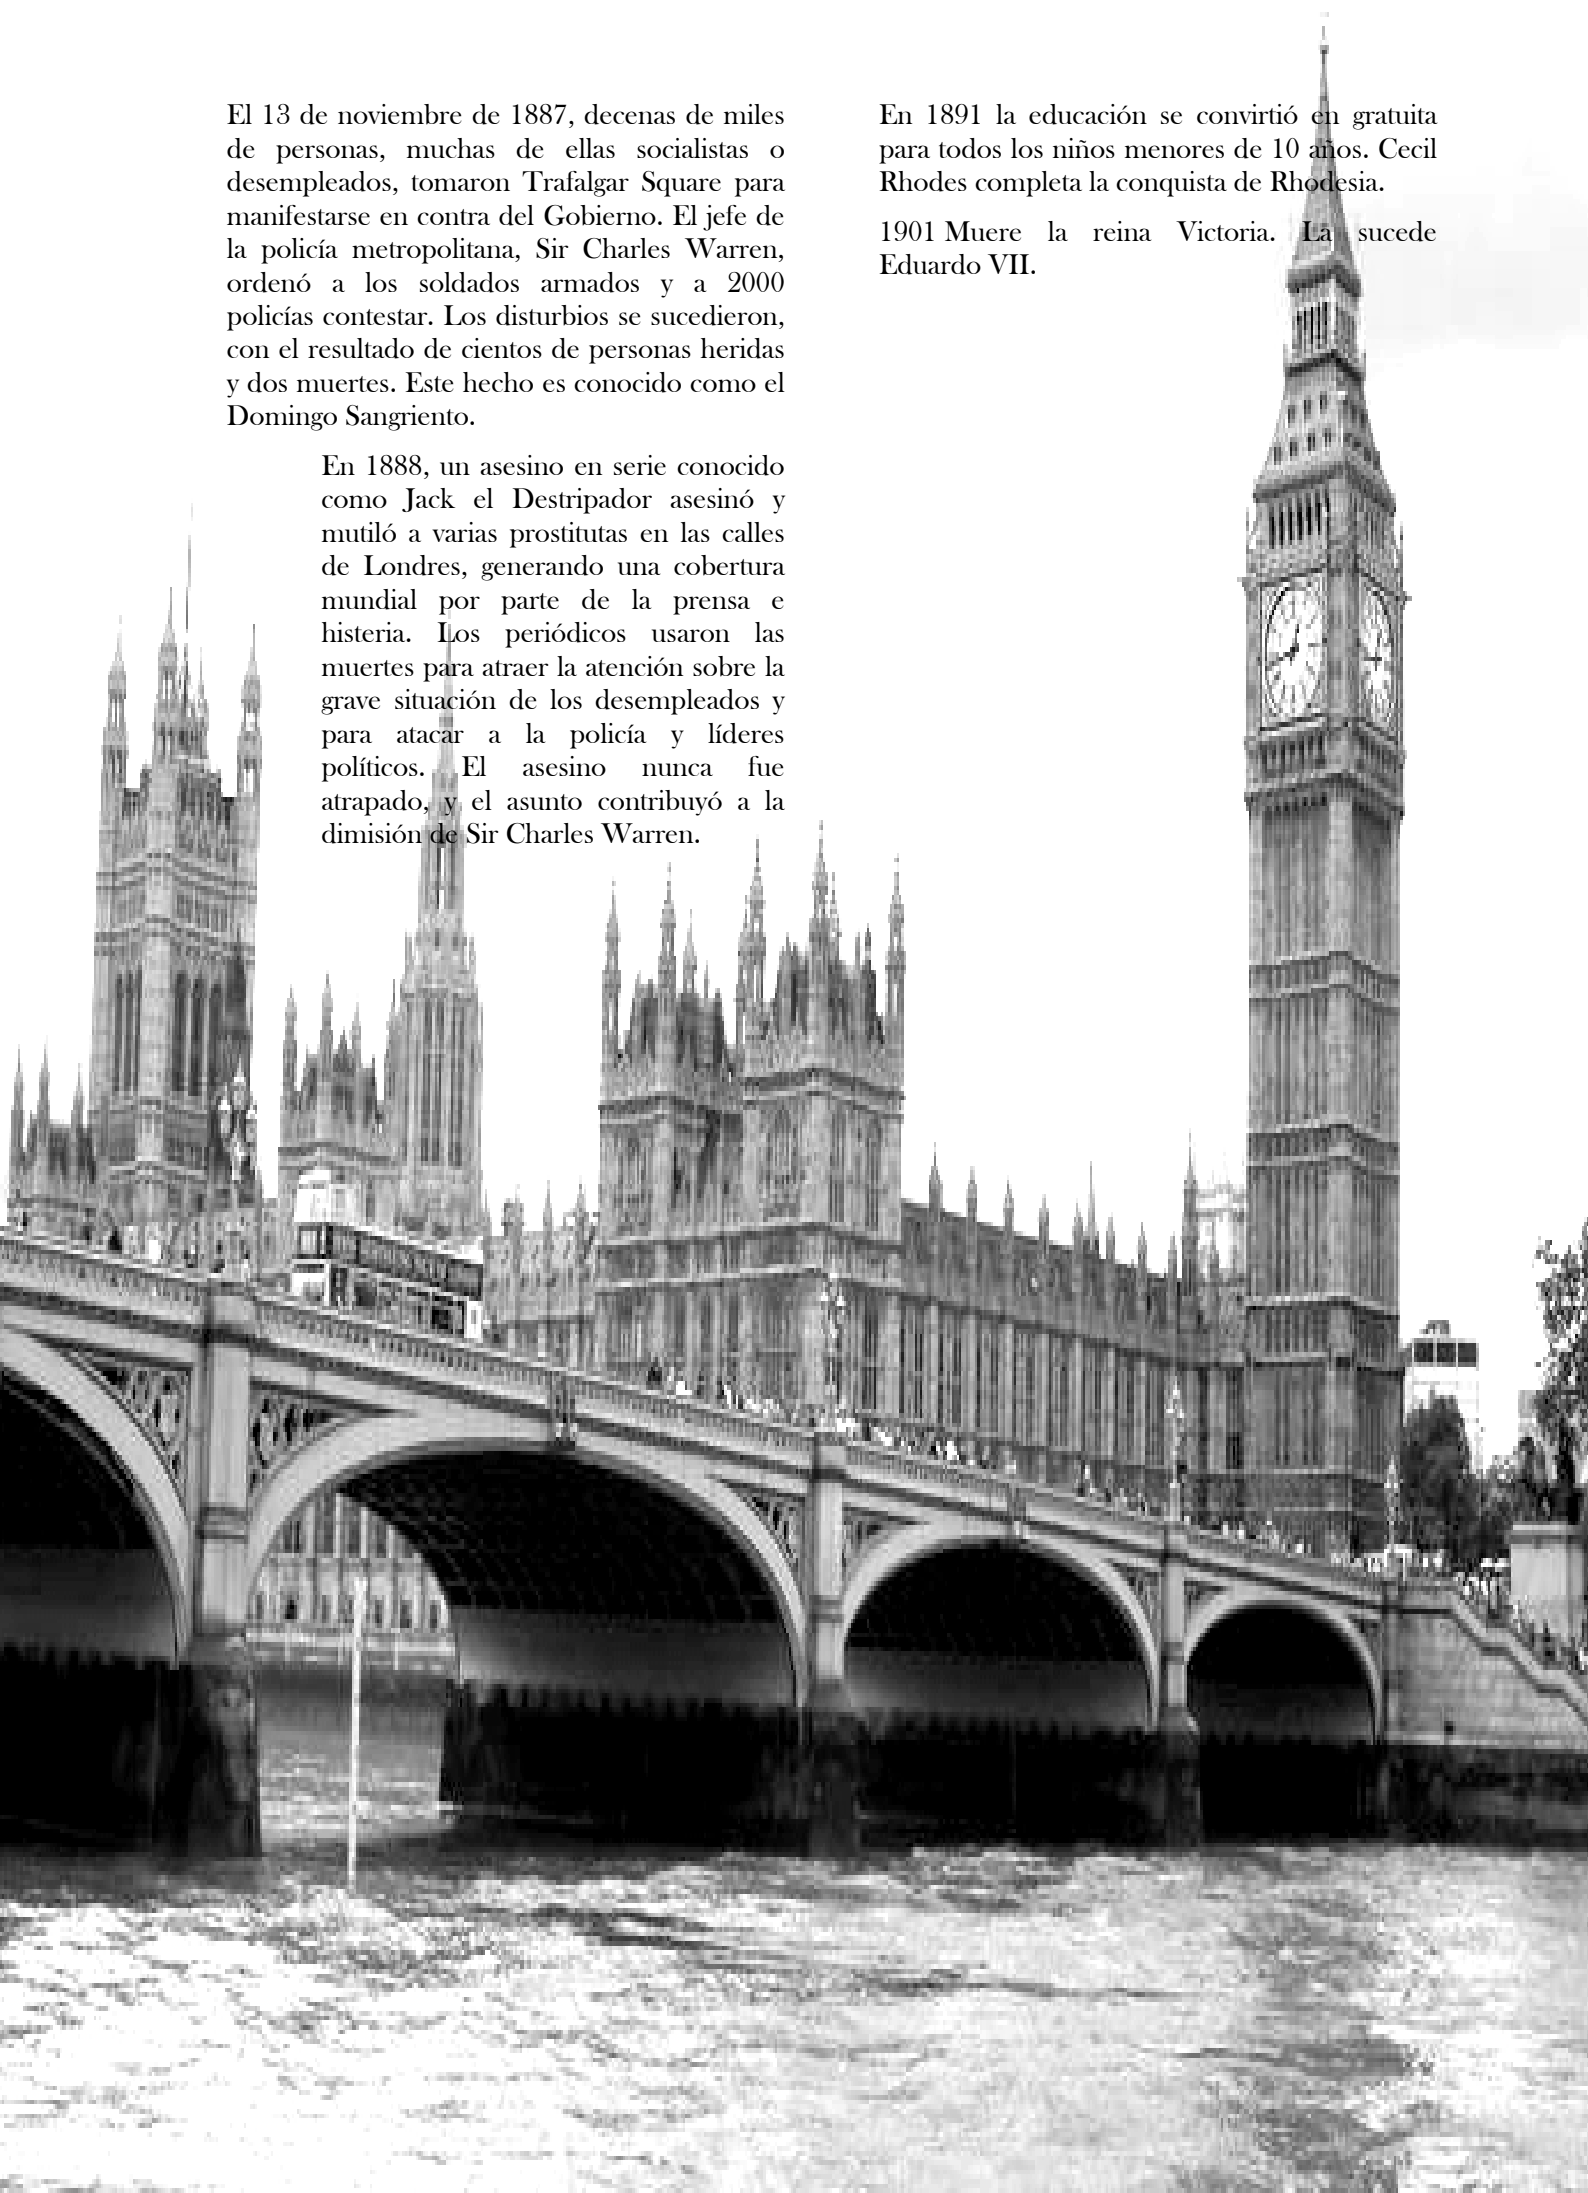 El 13 de noviembre de 1887, decenas de miles
de personas, muchas de ellas socialistas o
desempleados, tomaron Trafalgar Square para
manifestarse en contra del Gobierno. El jefe de
la policía metropolitana, Sir Charles Warren,
ordenó a los soldados armados y a 2000
policías contestar. Los disturbios se sucedieron,
con el resultado de cientos de personas heridas
y dos muertes. Este hecho es conocido como el
Domingo Sangriento.
En 1888, un asesino en serie conocido
como Jack el Destripador asesinó y
mutiló a varias prostitutas en las calles
de Londres, generando una cobertura
mundial por parte de la prensa e
histeria. Los periódicos usaron las
muertes para atraer la atención sobre la
grave situación de los desempleados y
para atacar a la policía y líderes
políticos. El asesino nunca fue
atrapado, y el asunto contribuyó a la
dimisión de Sir Charles Warren.
En 1891 la educación se convirtió en gratuita
para todos los niños menores de 10 años. Cecil
Rhodes completa la conquista de Rhodesia.
1901 Muere la reina Victoria. La sucede
Eduardo VII.